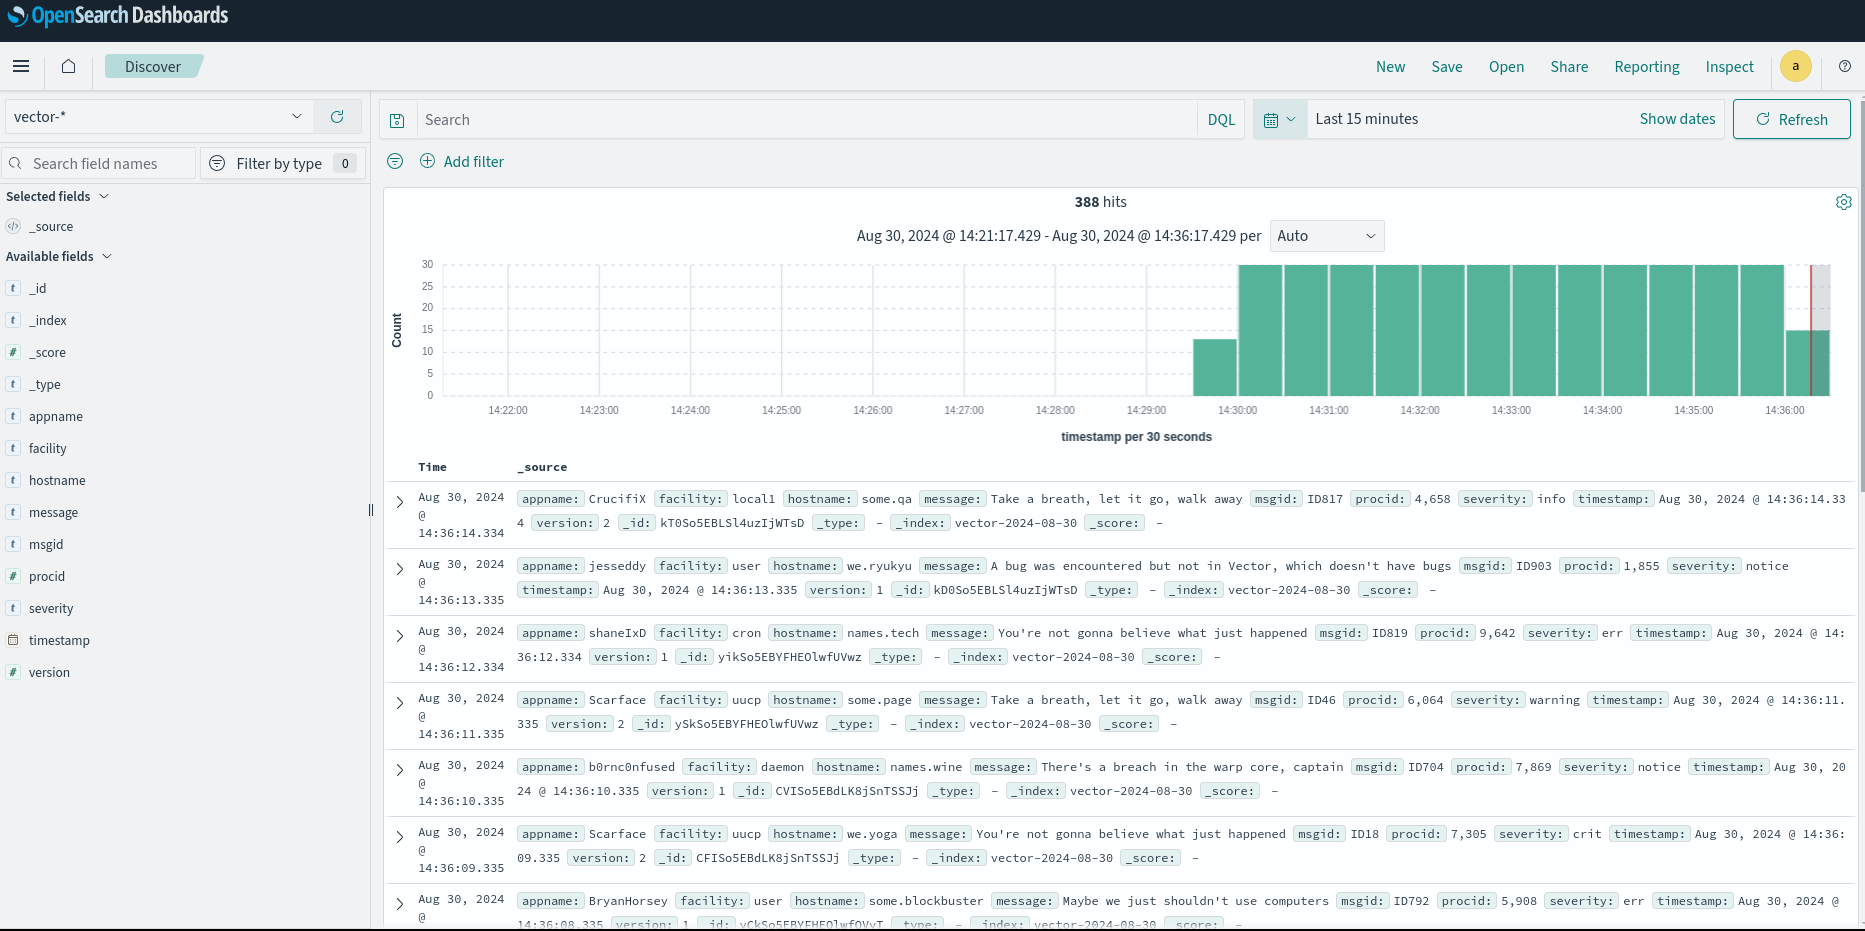 OpenSearch Dashboards
Discover
New Save Open Share Reporting Inspect a
vector-*
Search DQL Last 15 minutes Show dates Refresh
Search field names Filter by type 0
Add filter
Selected fields
_source
Available fields
_id
_index
_score
_type
appname
facility
hostname
message
msgid
procid
severity
timestamp
version
388 hits
Aug 30, 2024 @ 14:21:17.429 - Aug 30, 2024 @ 14:36:17.429 per Auto
Count
30
25
20
15
10
5
0
14:22:00 14:23:00 14:24:00 14:25:00 14:26:00 14:27:00 14:28:00 14:29:00 14:30:00 14:31:00 14:32:00 14:33:00 14:34:00 14:35:00 14:36:00
timestamp per 30 seconds
Time _source
Aug 30, 2024
@
14:36:14.334
appname: CrucifiX facility: local1 hostname: some.qa message: Take a breath, let it go, walk away msgid: ID817 procid: 4,658 severity: info timestamp: Aug 30, 2024 @ 14:36:14.33
4 version: 2 _id: kT0So5EBLSl4uzIjWTsD _type: - _index: vector-2024-08-30 _score: -
Aug 30, 2024
@
14:36:13.335
appname: jesseddy facility: user hostname: we.ryukyu message: A bug was encountered but not in Vector, which doesn't have bugs msgid: ID903 procid: 1,855 severity: notice
timestamp: Aug 30, 2024 @ 14:36:13.335 version: 1 _id: kD0So5EBLSl4uzIjWTsD _type: - _index: vector-2024-08-30 _score: -
Aug 30, 2024
@
14:36:12.334
appname: shaneIxD facility: cron hostname: names.tech message: You're not gonna believe what just happened msgid: ID819 procid: 9,642 severity: err timestamp: Aug 30, 2024 @ 14:
36:12.334 version: 1 _id: yikSo5EBYFHEOlwfUVwz _type: - _index: vector-2024-08-30 _score: -
Aug 30, 2024
@
14:36:11.335
appname: Scarface facility: uucp hostname: some.page message: Take a breath, let it go, walk away msgid: ID46 procid: 6,064 severity: warning timestamp: Aug 30, 2024 @ 14:36:11.
335 version: 2 _id: ySkSo5EBYFHEOlwfUVwz _type: - _index: vector-2024-08-30 _score: -
Aug 30, 2024
@
14:36:10.335
appname: b0rnc0nfused facility: daemon hostname: names.wine message: There's a breach in the warp core, captain msgid: ID704 procid: 7,869 severity: notice timestamp: Aug 30, 20
24 @ 14:36:10.335 version: 1 _id: CVISo5EBdLK8jSnTSSJj _type: - _index: vector-2024-08-30 _score: -
Aug 30, 2024
@
14:36:09.335
appname: Scarface facility: uucp hostname: we.yoga message: You're not gonna believe what just happened msgid: ID18 procid: 7,305 severity: crit timestamp: Aug 30, 2024 @ 14:36:
09.335 version: 2 _id: CFISo5EBdLK8jSnTSSJj _type: - _index: vector-2024-08-30 _score: -
Aug 30, 2024
@
14:36:08.335
appname: BryanHorsey facility: user hostname: some.blockbuster message: Maybe we just shouldn't use computers msgid: ID792 procid: 5,908 severity: err timestamp: Aug 30, 2024 @
version: 1 _id: _type: - _index: vector-2024-08-30 _score: -